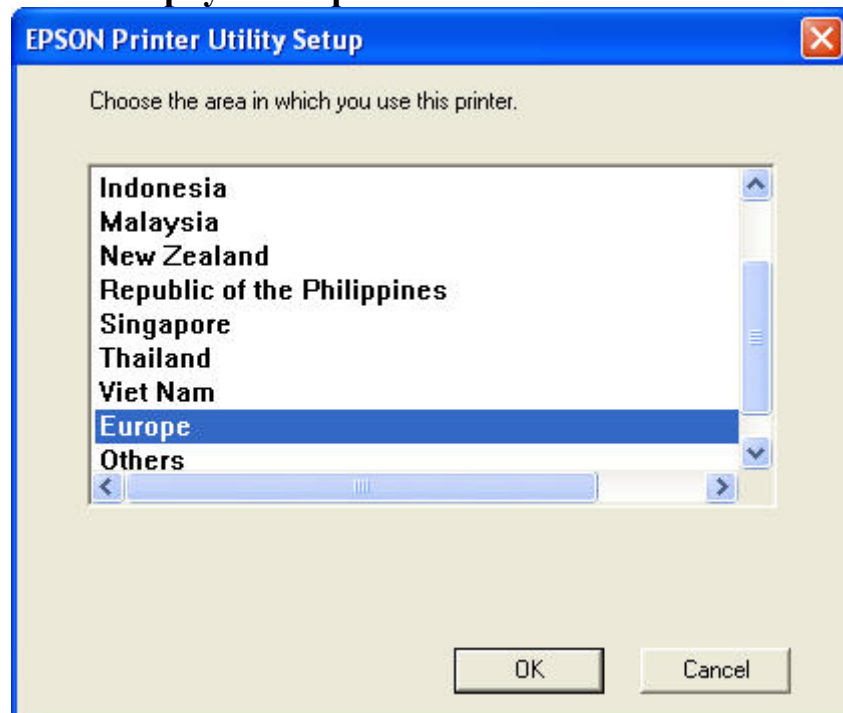 EPSON Printer Utility Setup
Choose the area in which you use this printer.
Indonesia
Malaysia
New Zealand
Republic of the Philippines
Singapore
Thailand
Viet Nam
Europe
Others
OK Cancel